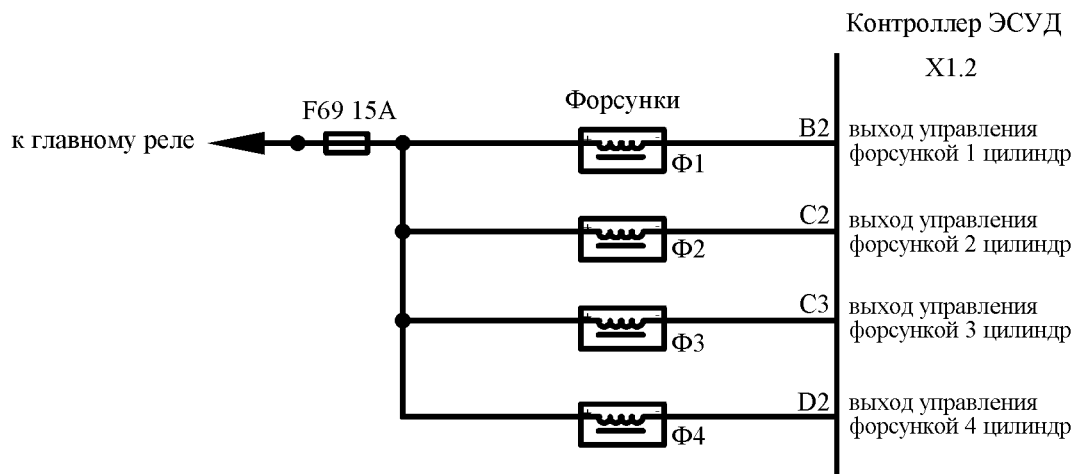 Контроллер ЭСУД
X1.2
Форсунки
F69 15A
к главному реле
B2
выход управления
форсункой 1 цилиндр
Ф1
C2
выход управления
форсункой 2 цилиндр
Ф2
C3
выход управления
форсункой 3 цилиндр
Ф3
D2
выход управления
форсункой 4 цилиндр
Ф4